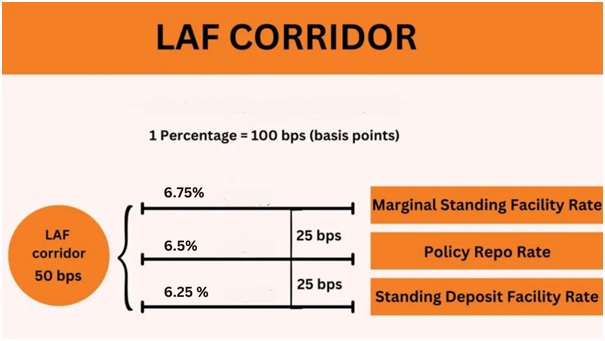 LAF CORRIDOR
1 Percentage = 100 bps (basis points)
6.75%
Marginal Standing Facility Rate
25 bps
LAF
corridor
50 bps
6.5%
Policy Repo Rate
25 bps
6.25 %
Standing Deposit Facility Rate